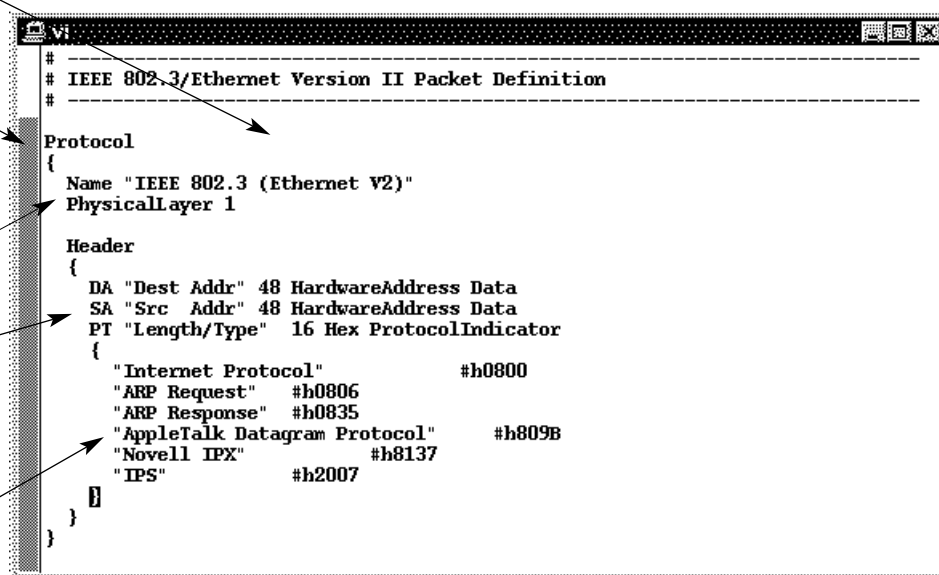 vi
# ------------------------------------------------------------------------
# IEEE 802.3/Ethernet Version II Packet Definition
# ------------------------------------------------------------------------
Protocol
{
Name "IEEE 802.3 (Ethernet V2)"
PhysicalLayer 1
Header
{
DA "Dest Addr" 48 HardwareAddress Data
SA "Src  Addr" 48 HardwareAddress Data
PT "Length/Type"  16 Hex ProtocolIndicator
{
"Internet Protocol"            #h0800
"ARP Request"   #h0806
"ARP Response"  #h0835
"AppleTalk Datagram Protocol"     #h809B
"Novell IPX"           #h8137
"IPS"           #h2007
}
}
}